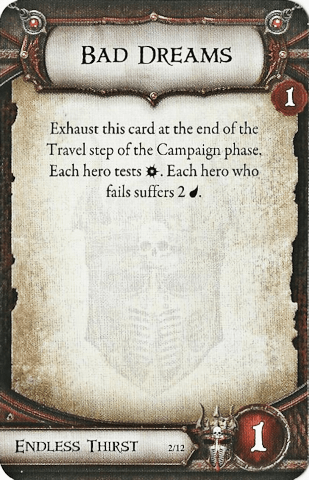 BAD DREAMS
1
Exhaust this card at the end of the
Travel step of the Campaign phase.
Each hero tests . Each hero who
fails suffers 2 .
ENDLESS THIRST 2/12
1